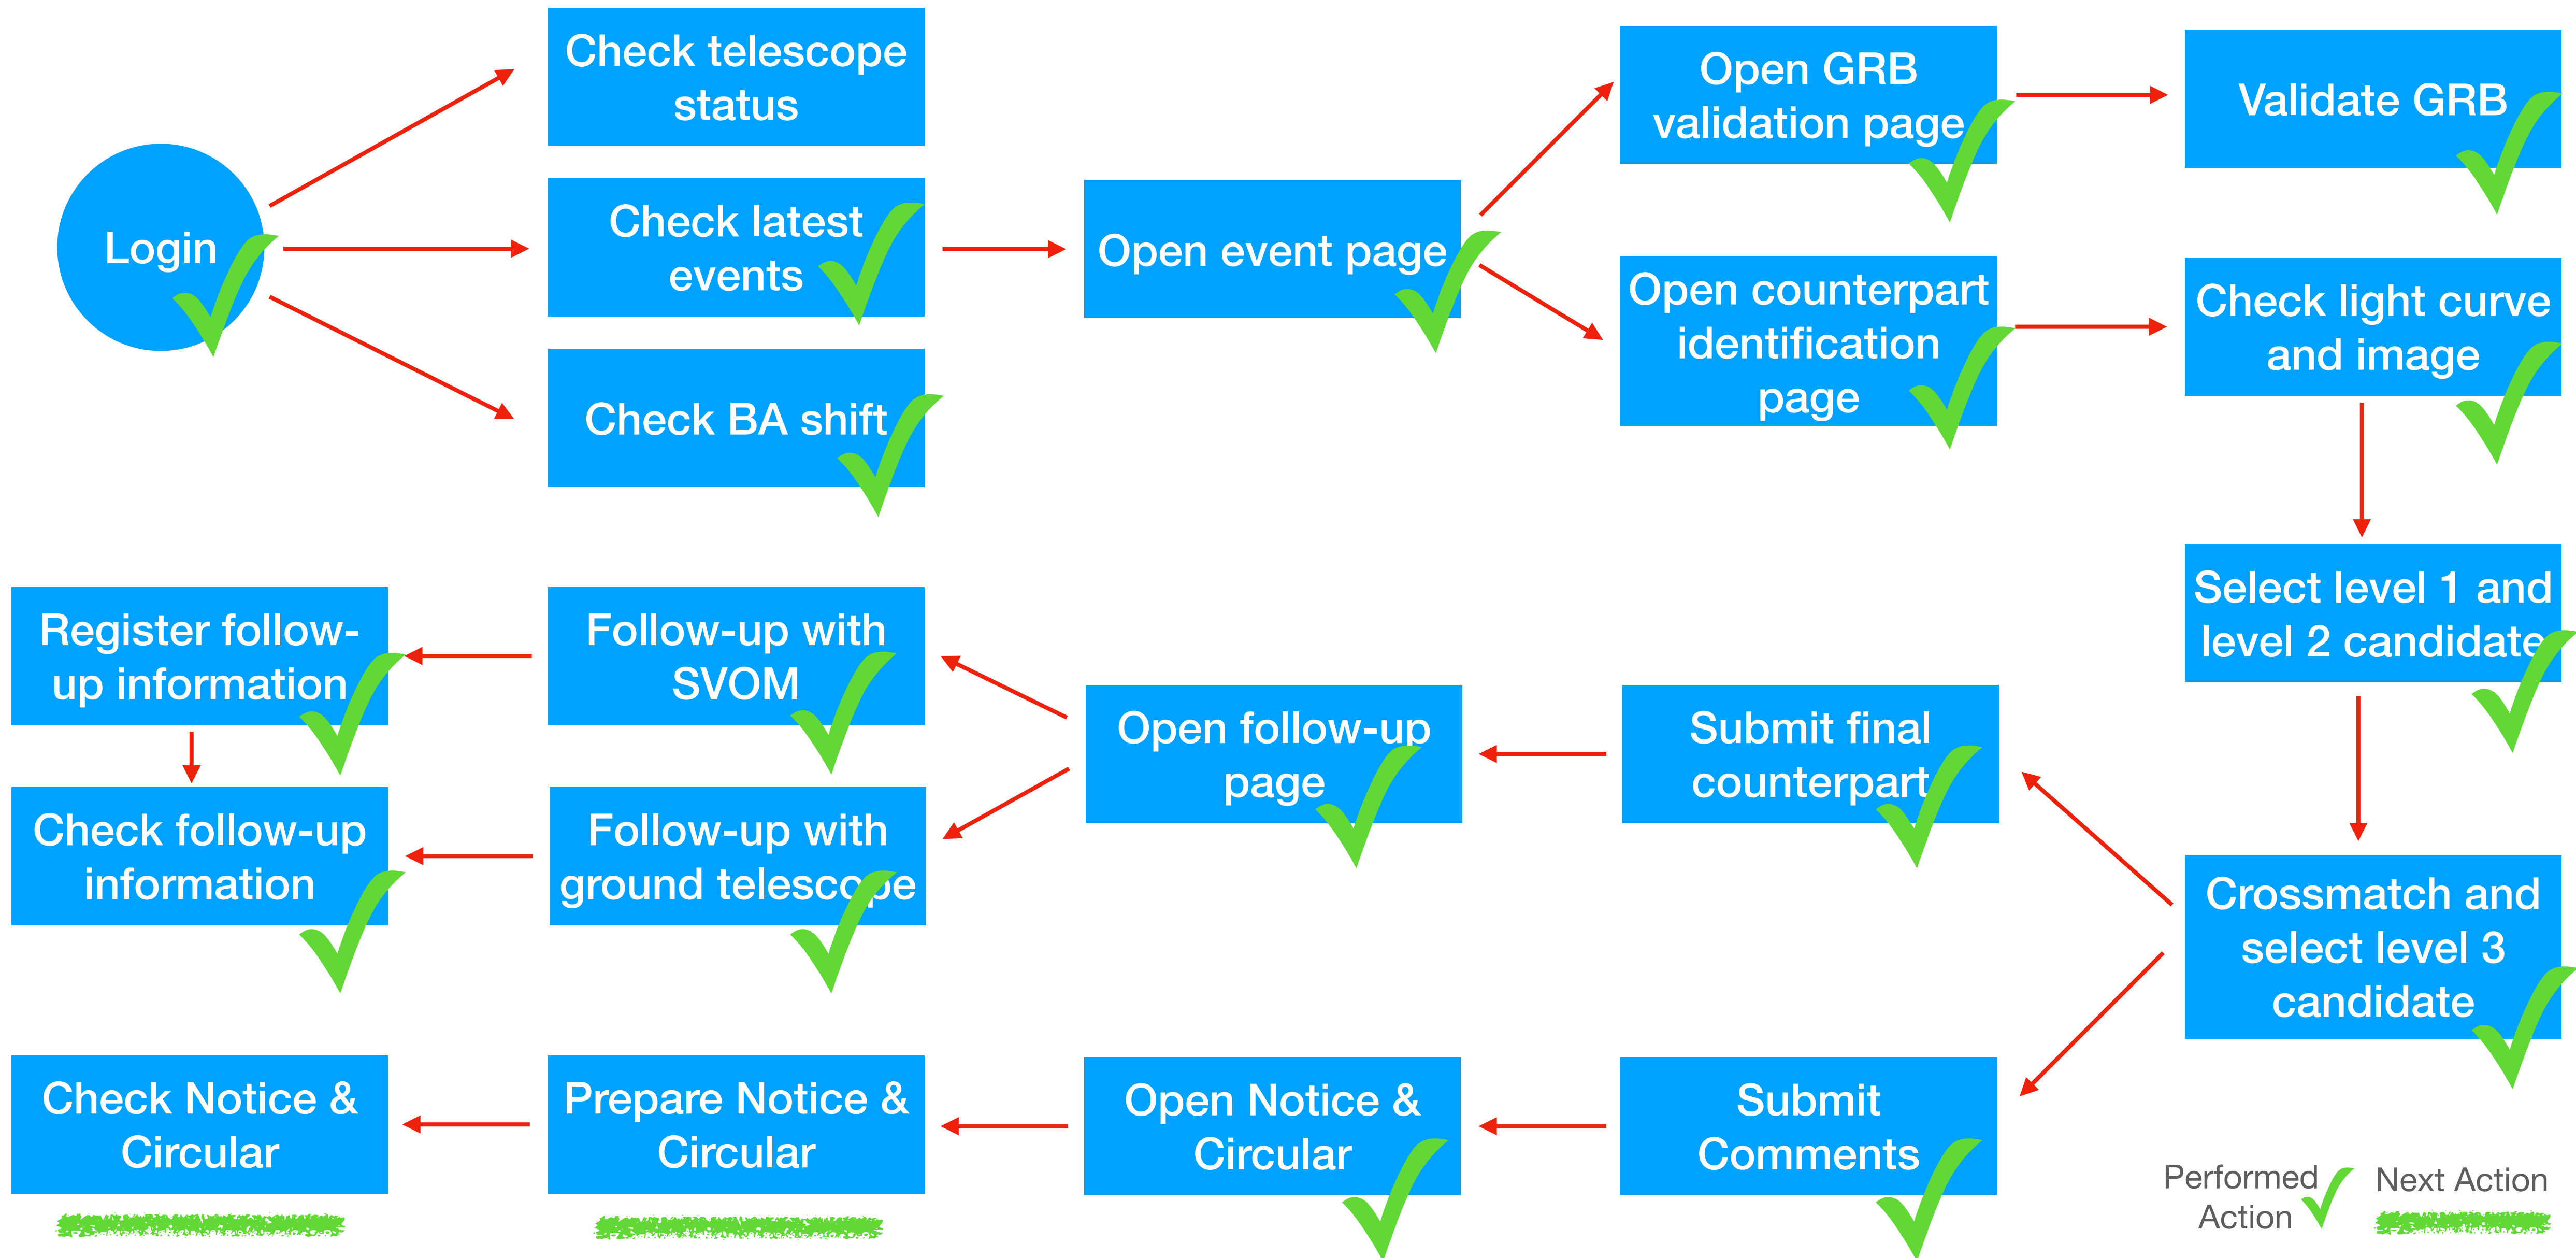 Login
Check telescope
status
Check latest
events
Check BA shift
Open event page
Open GRB
validation page
Validate GRB
Open counterpart
identification
page
Check light curve
and image
Select level 1 and
level 2 candidate
Crossmatch and
select level 3
candidate
Submit final
counterpart
Open follow-up
page
Follow-up with
SVOM
Register follow-
up information
Follow-up with
ground telescope
Check follow-up
information
Submit
Comments
Open Notice &
Circular
Prepare Notice &
Circular
Check Notice &
Circular
Performed
Action
Next Action